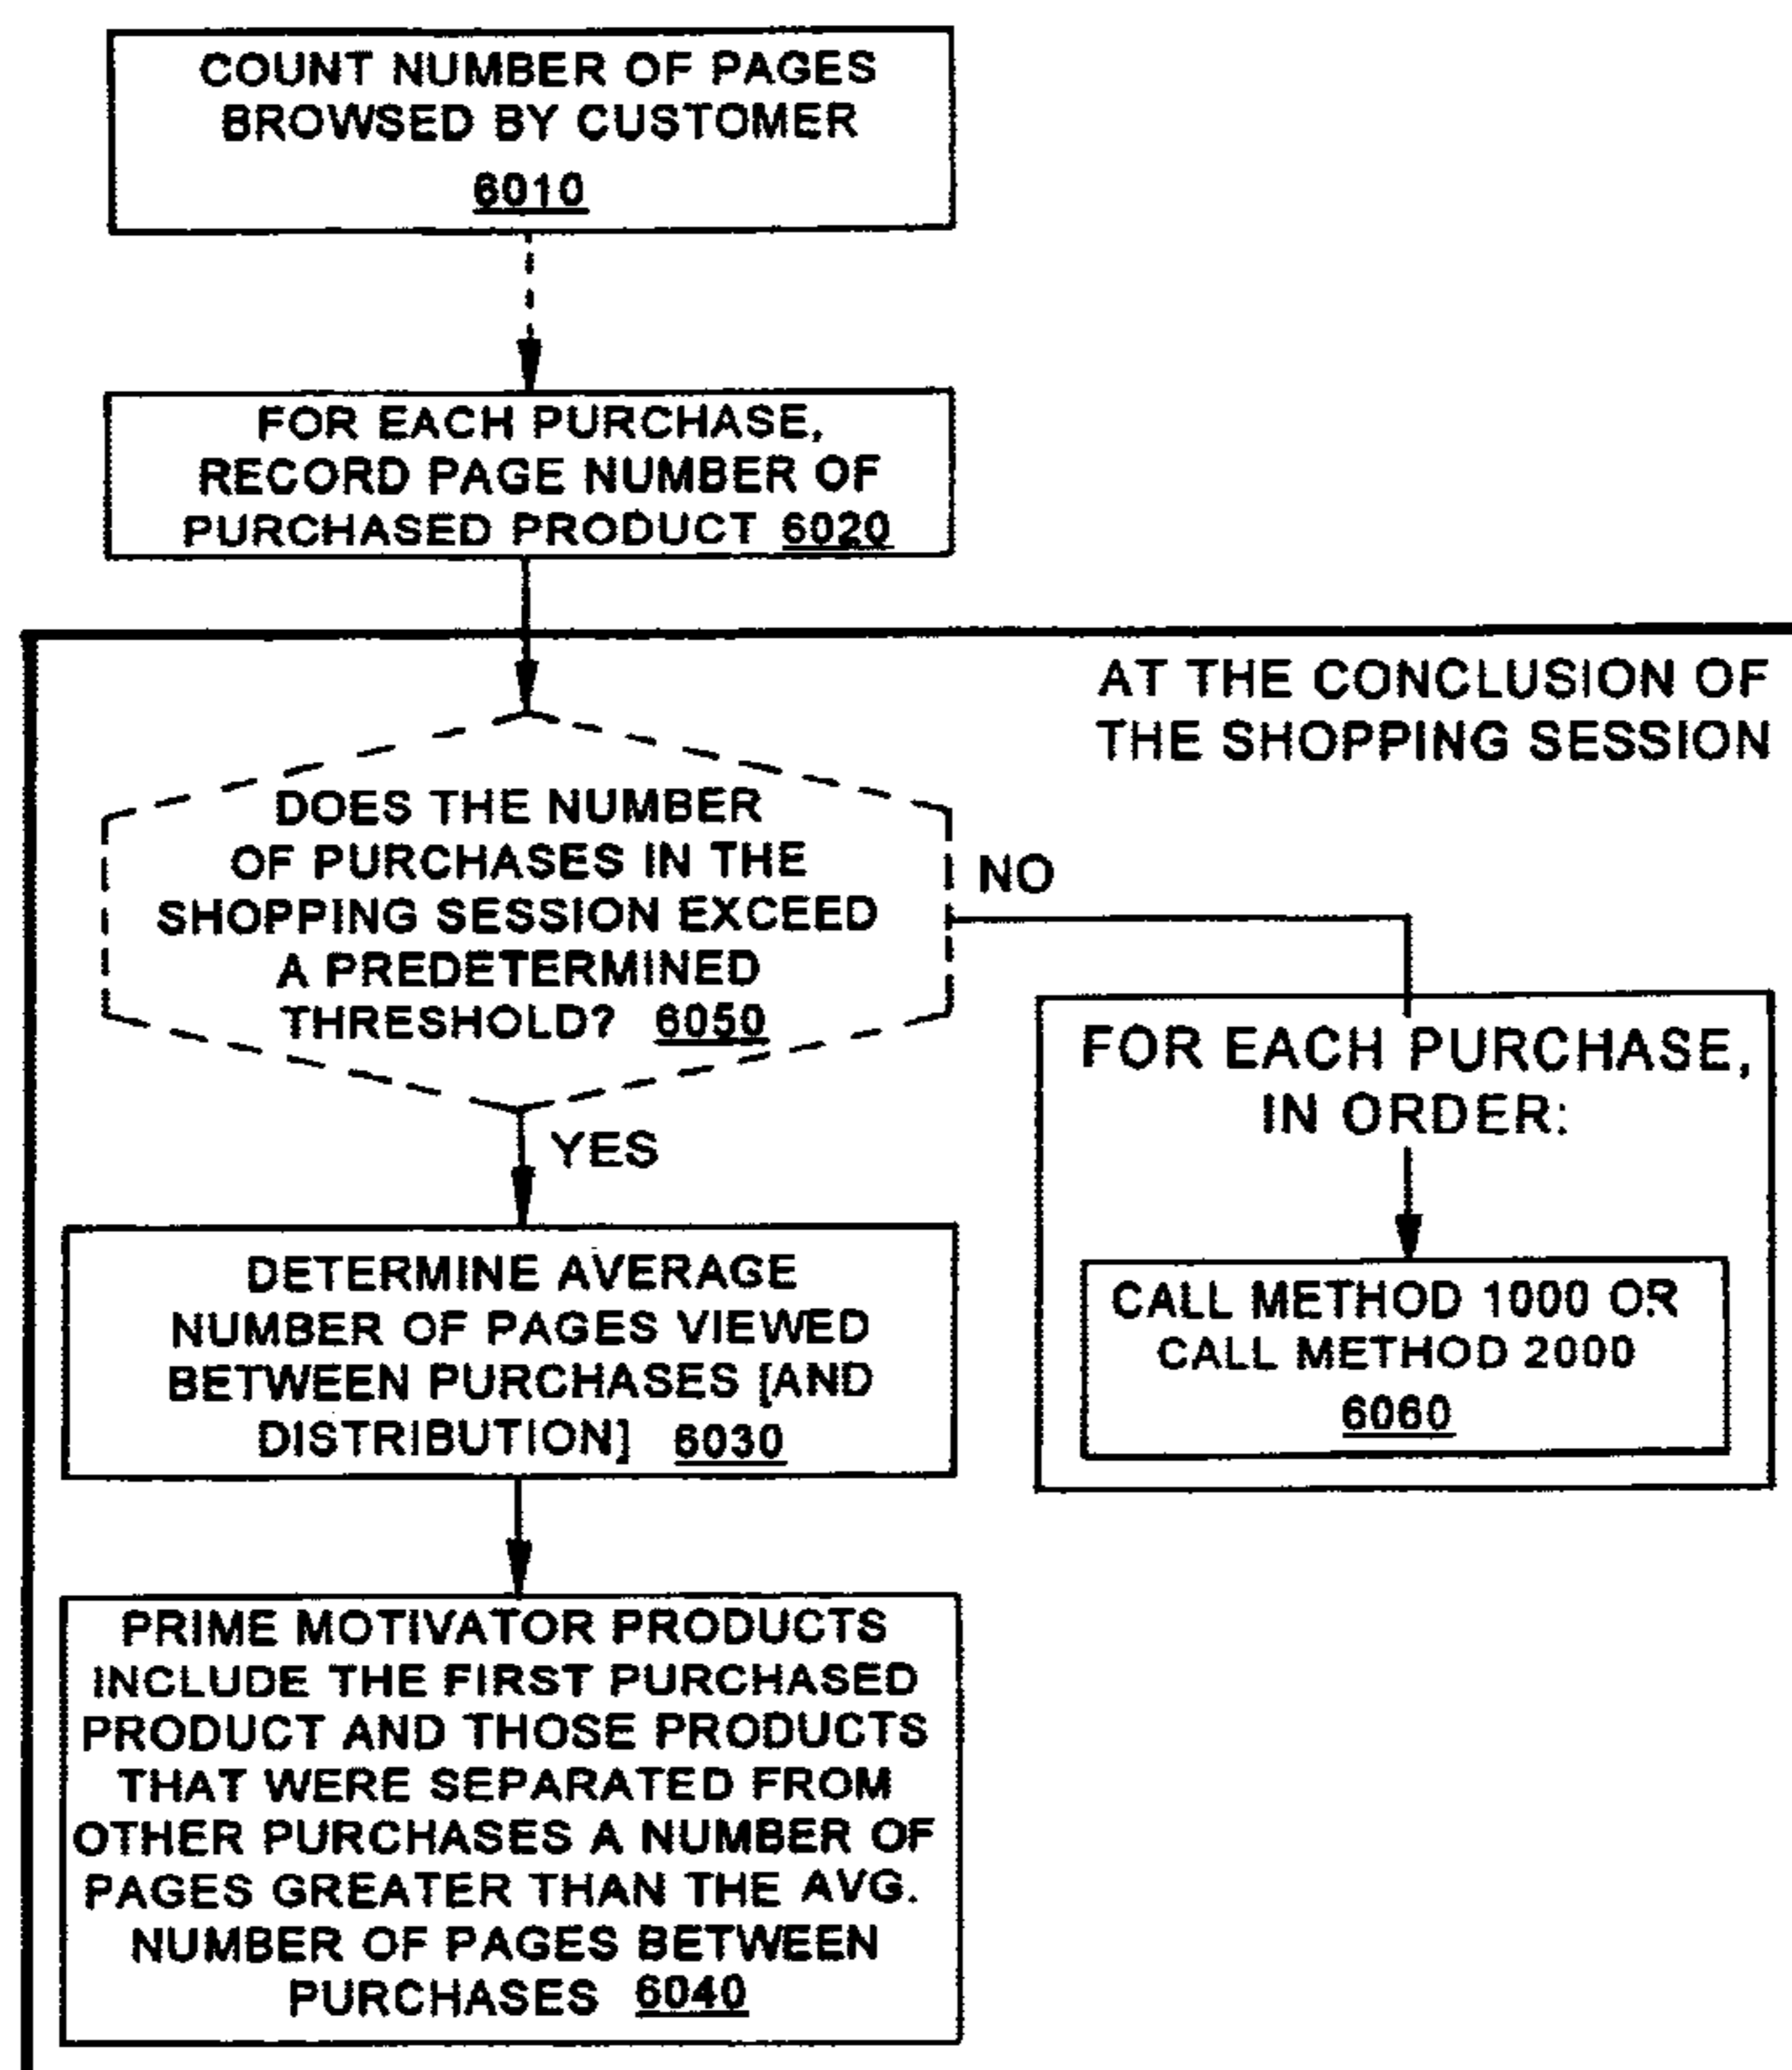 COUNT NUMBER OF PAGES
BROWSED BY CUSTOMER
6010
FOR EACH PURCHASE,
RECORD PAGE NUMBER OF
PURCHASED PRODUCT 6020
AT THE CONCLUSION OF
THE SHOPPING SESSION
DOES THE NUMBER
OF PURCHASES IN THE
SHOPPING SESSION EXCEED
A PREDETERMINED
THRESHOLD? 6050
NO
YES
FOR EACH PURCHASE,
IN ORDER:
CALL METHOD 1000 OR
CALL METHOD 2000
6060
DETERMINE AVERAGE
NUMBER OF PAGES VIEWED
BETWEEN PURCHASES [AND
DISTRIBUTION] 6030
PRIME MOTIVATOR PRODUCTS
INCLUDE THE FIRST PURCHASED
PRODUCT AND THOSE PRODUCTS
THAT WERE SEPARATED FROM
OTHER PURCHASES A NUMBER OF
PAGES GREATER THAN THE AVG.
NUMBER OF PAGES BETWEEN
PURCHASES 6040